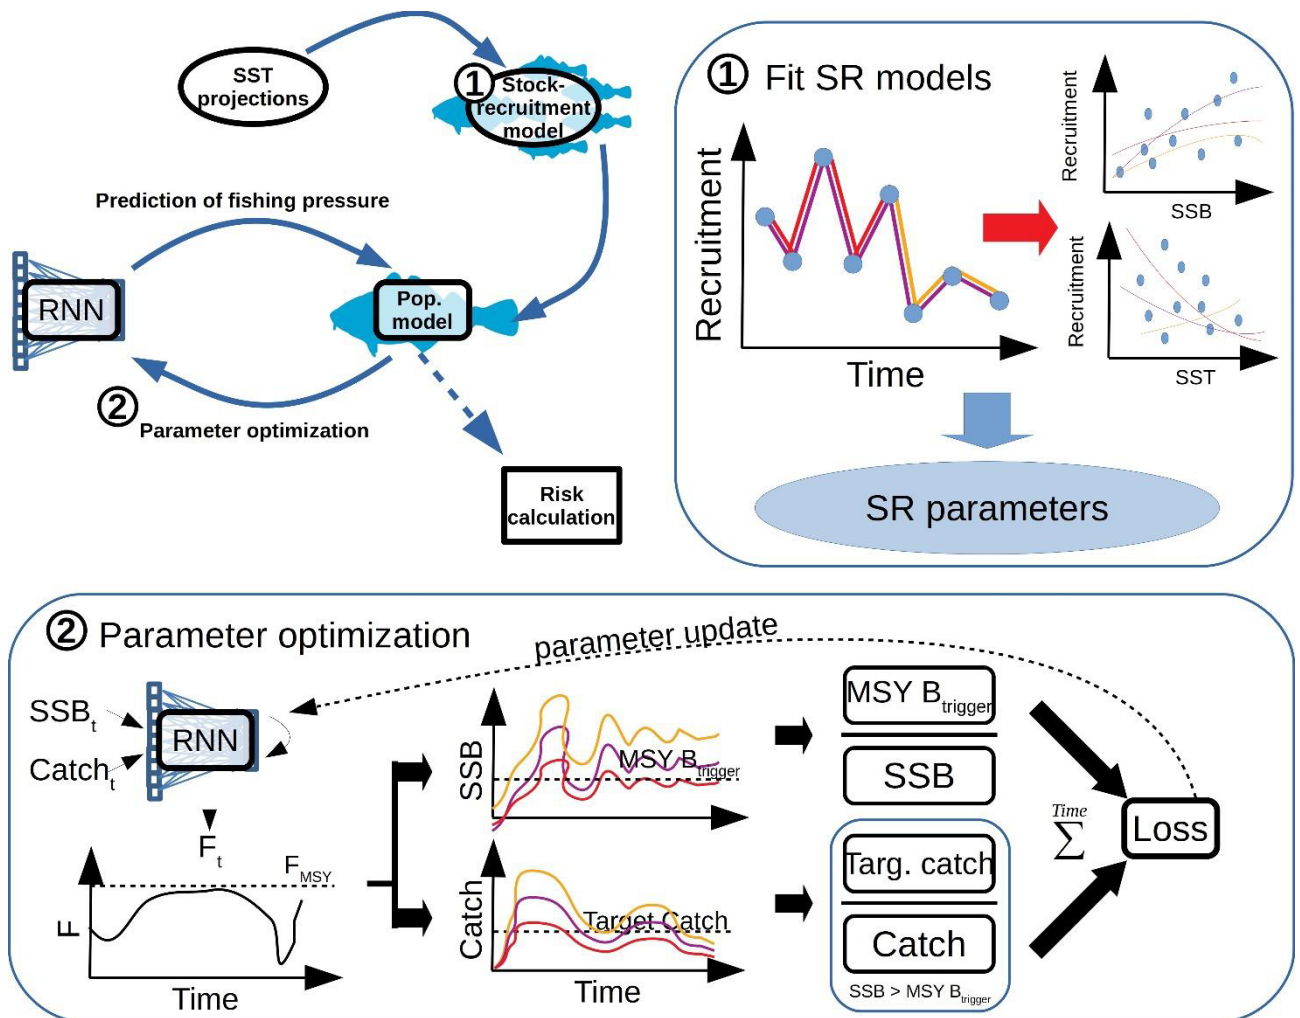 SST
projections
①
Stock-
recruitment
model
Prediction of fishing pressure
RNN
Pop.
model
②
Parameter optimization
Risk
calculation
① Fit SR models
Recruitment
Time
Recruitment
SSB
Recruitment
SST
SR parameters
② Parameter optimization
parameter update
SSBt
Catcht
RNN
Ft
F
FMSY
Time
SSB
MSY Btrigger
Catch
Target Catch
Time
MSY Btrigger
SSB
Targ. catch
Catch
SSB > MSY Btrigger
Time
∑
Loss